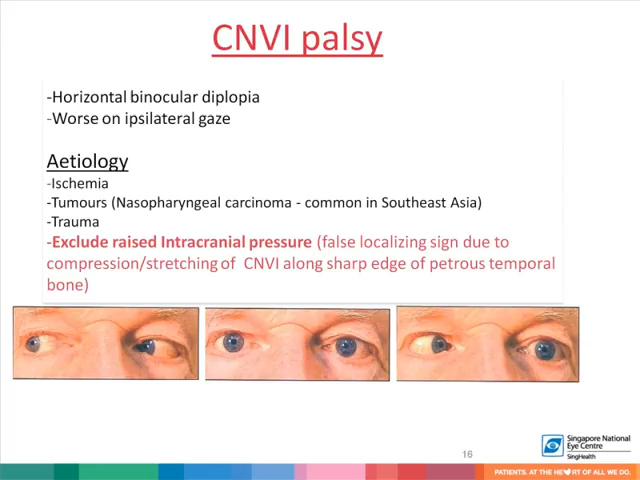 CNVI palsy
-Horizontal binocular diplopia
-Worse on ipsilateral gaze
Aetiology
-Ischemia
-Tumours (Nasopharyngeal carcinoma - common in Southeast Asia)
-Trauma
-Exclude raised Intracranial pressure (false localizing sign due to
compression/stretching of CNVI along sharp edge of petrous temporal
bone)
16
Singapore National
Eye Centre
SingHealth
PATIENTS. AT THE HE♥RT OF ALL WE DO.